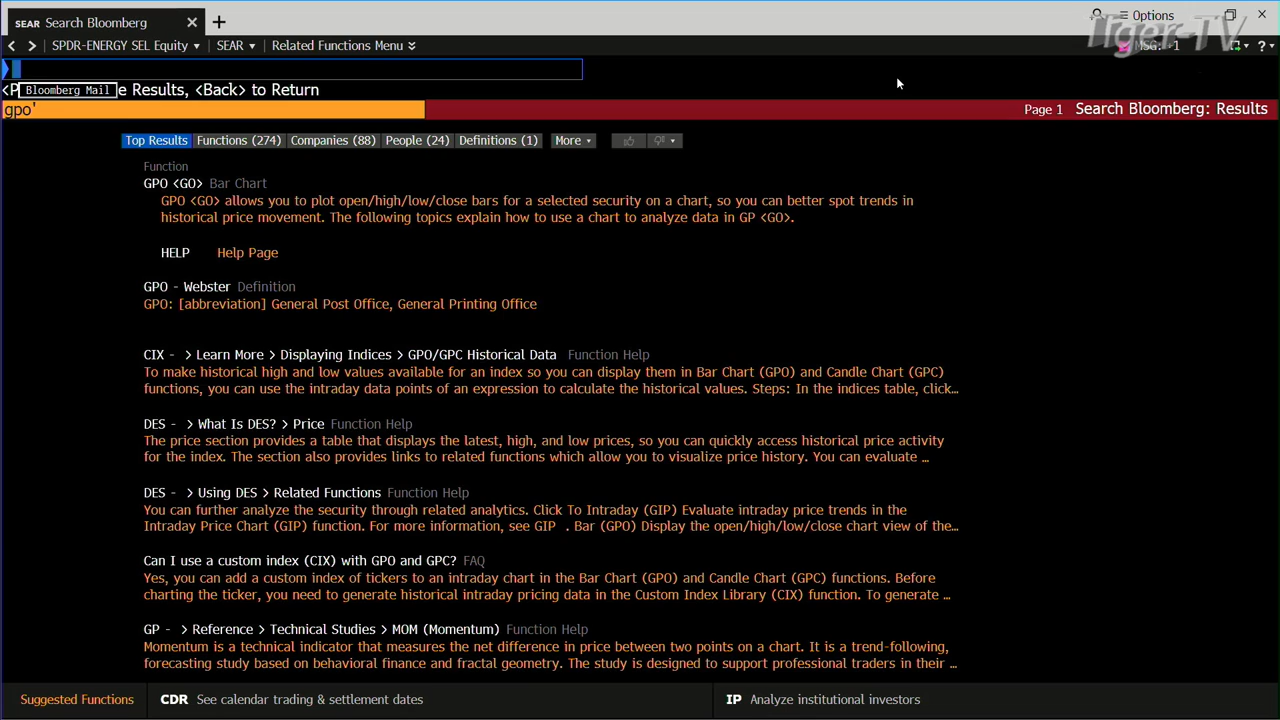 SEAR Search Bloomberg
Options
SPDR-ENERGY SEL Equity SEAR Related Functions Menu
Tiger-TV
MSG: +1
?
<P Bloomberg Mail e Results, <Back> to Return
gpo' Page 1 Search Bloomberg: Results
Top Results Functions (274) Companies (88) People (24) Definitions (1) More
Function
GPO <GO> Bar Chart
GPO <GO> allows you to plot open/high/low/close bars for a selected security on a chart, so you can better spot trends in
historical price movement. The following topics explain how to use a chart to analyze data in GP <GO>.
HELP Help Page
GPO - Webster Definition
GPO: [abbreviation] General Post Office, General Printing Office
CIX - > Learn More > Displaying Indices > GPO/GPC Historical Data Function Help
To make historical high and low values available for an index so you can display them in Bar Chart (GPO) and Candle Chart (GPC)
functions, you can use the intraday data points of an expression to calculate the historical values. Steps: In the indices table, click…
DES - > What Is DES? > Price Function Help
The price section provides a table that displays the latest, high, and low prices, so you can quickly access historical price activity
for the index. The section also provides links to related functions which allow you to visualize price history. You can evaluate …
DES - > Using DES > Related Functions Function Help
You can further analyze the security through related analytics. Click To Intraday (GIP) Evaluate intraday price trends in the
Intraday Price Chart (GIP) function. For more information, see GIP . Bar (GPO) Display the open/high/low/close chart view of the…
Can I use a custom index (CIX) with GPO and GPC? FAQ
Yes, you can add a custom index of tickers to an intraday chart in the Bar Chart (GPO) and Candle Chart (GPC) functions. Before
charting the ticker, you need to generate historical intraday pricing data in the Custom Index Library (CIX) function. To generate …
GP - > Reference > Technical Studies > MOM (Momentum) Function Help
Momentum is a technical indicator that measures the net difference in price between two points on a chart. It is a trend-following,
forecasting study based on behavioral finance and fractal geometry. The study is designed to support professional traders in their …
Suggested Functions CDR See calendar trading & settlement dates IP Analyze institutional investors